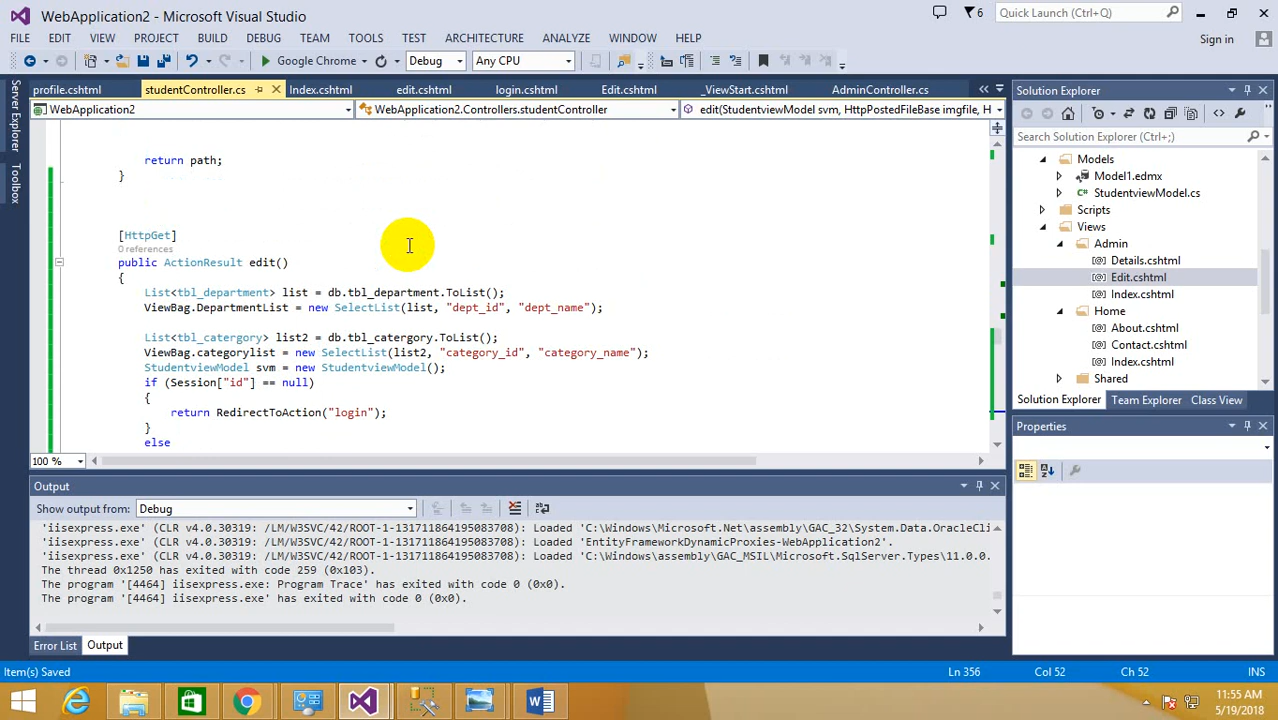 WebApplication2 - Microsoft Visual Studio
6
Quick Launch (Ctrl+Q)
FILE EDIT VIEW PROJECT BUILD DEBUG TEAM TOOLS TEST ARCHITECTURE ANALYZE WINDOW HELP
Sign in
Google Chrome Debug Any CPU
Server Explorer
Toolbox
profile.cshtml studentController.cs Index.cshtml edit.cshtml login.cshtml Edit.cshtml _ViewStart.cshtml AdminController.cs
WebApplication2 WebApplication2.Controllers.studentController edit(StudentviewModel svm, HttpPostedFileBase imgfile, H
return path;
}
[HttpGet]
0 references
public ActionResult edit()
{
List<tbl_department> list = db.tbl_department.ToList();
ViewBag.DepartmentList = new SelectList(list, "dept_id", "dept_name");
List<tbl_catergory> list2 = db.tbl_catergory.ToList();
ViewBag.categorylist = new SelectList(list2, "category_id", "category_name");
StudentviewModel svm = new StudentviewModel();
if (Session["id"] == null)
{
return RedirectToAction("login");
}
else
100 %
Output
Show output from: Debug
'iisexpress.exe' (CLR v4.0.30319: /LM/W3SVC/42/ROOT-1-131711864195083708): Loaded 'C:\Windows\Microsoft.Net\assembly\GAC_32\System.Data.OracleCli
'iisexpress.exe' (CLR v4.0.30319: /LM/W3SVC/42/ROOT-1-131711864195083708): Loaded 'EntityFrameworkDynamicProxies-WebApplication2'.
'iisexpress.exe' (CLR v4.0.30319: /LM/W3SVC/42/ROOT-1-131711864195083708): Loaded 'C:\Windows\assembly\GAC_MSIL\Microsoft.SqlServer.Types\11.0.0.
The thread 0x1250 has exited with code 259 (0x103).
The program '[4464] iisexpress.exe: Program Trace' has exited with code 0 (0x0).
The program '[4464] iisexpress.exe' has exited with code 0 (0x0).
Error List Output
Solution Explorer
Search Solution Explorer (Ctrl+;)
Models
Model1.edmx
StudentviewModel.cs
Scripts
Views
Admin
Details.cshtml
Edit.cshtml
Index.cshtml
Home
About.cshtml
Contact.cshtml
Index.cshtml
Shared
Solution Explorer Team Explorer Class View
Properties
Item(s) Saved Ln 356 Col 52 Ch 52 INS
11:55 AM
5/19/2018